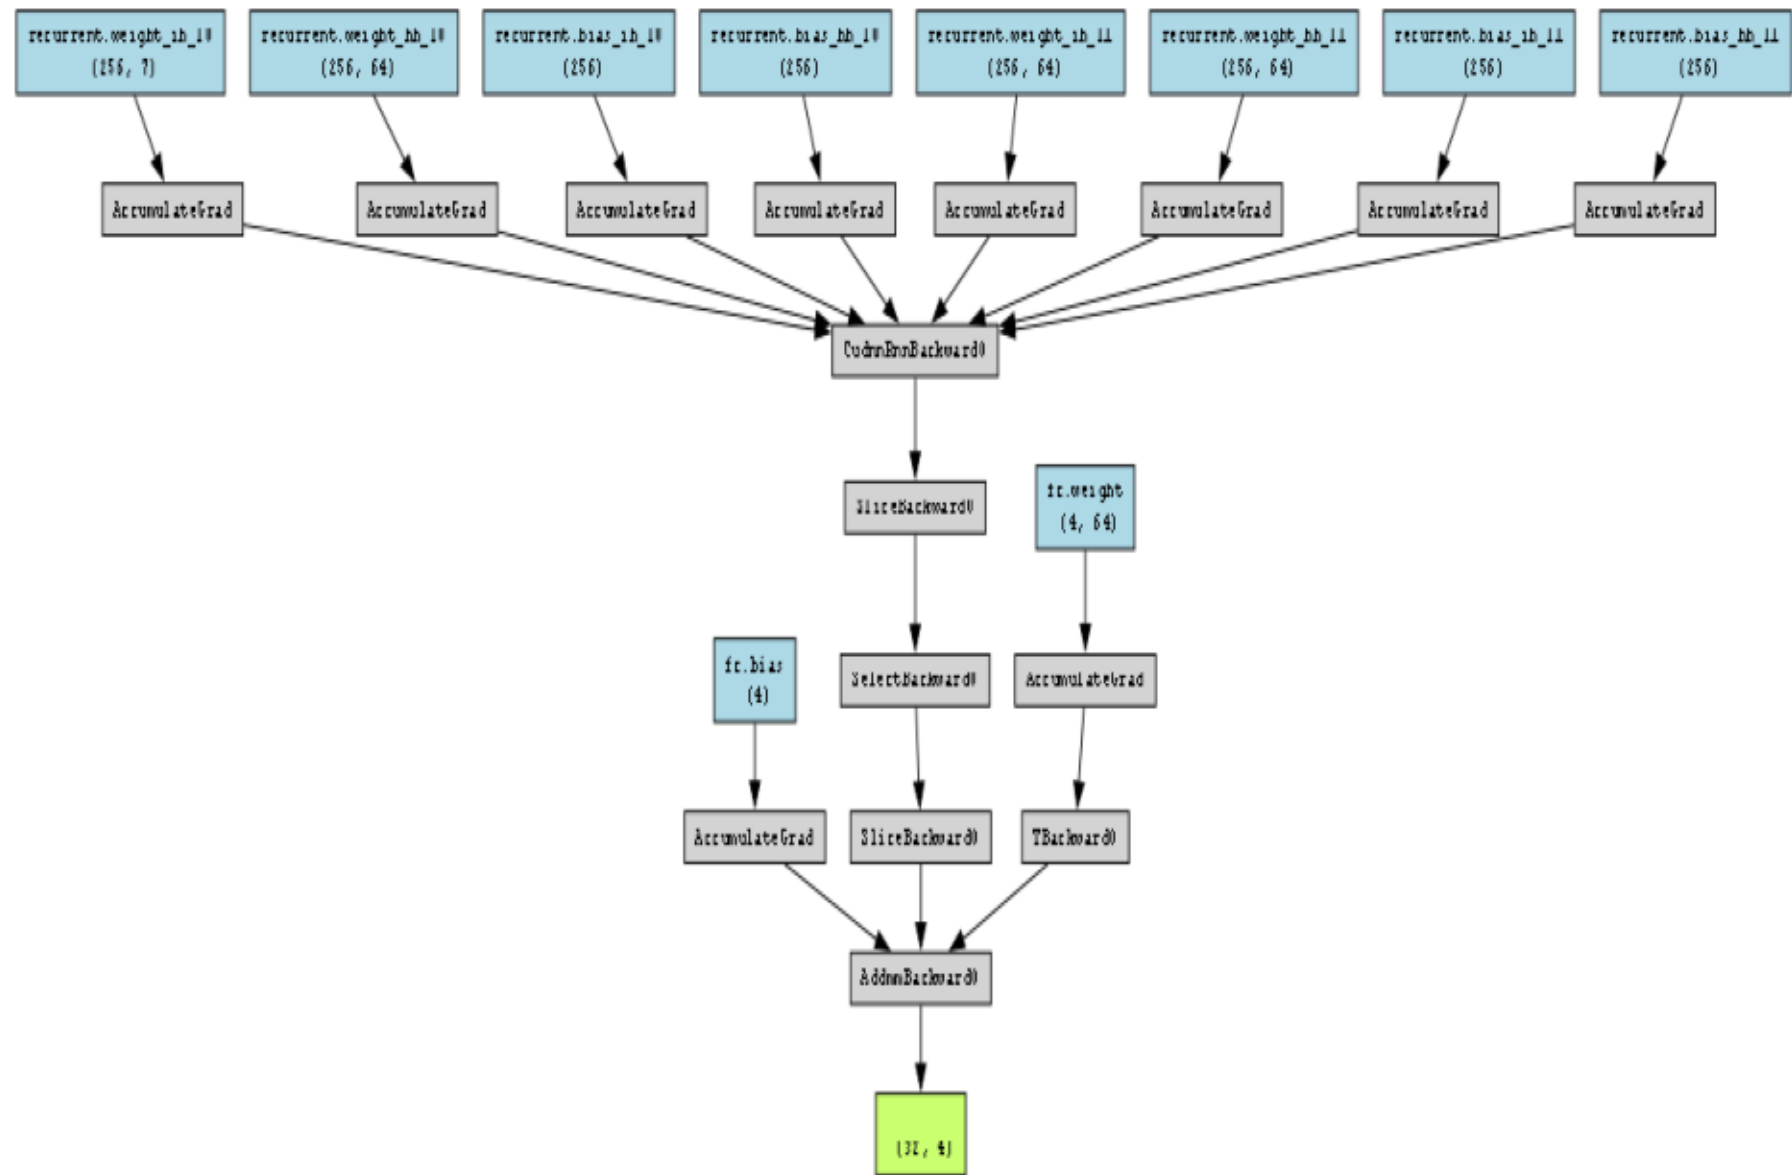 recurrent.weight_ih_l0
(256, 7)
recurrent.weight_hh_l0
(256, 64)
recurrent.bias_ih_l0
(256)
recurrent.bias_hh_l0
(256)
recurrent.weight_ih_l1
(256, 64)
recurrent.weight_hh_l1
(256, 64)
recurrent.bias_ih_l1
(256)
recurrent.bias_hh_l1
(256)
AccumulateGrad
AccumulateGrad
AccumulateGrad
AccumulateGrad
AccumulateGrad
AccumulateGrad
AccumulateGrad
AccumulateGrad
CudnnRnnBackward0
SliceBackward0
fc.weight
(4, 64)
fc.bias
(4)
SelectBackward0
AccumulateGrad
AccumulateGrad
SliceBackward0
TBackward0
AddmmBackward0
(32, 4)